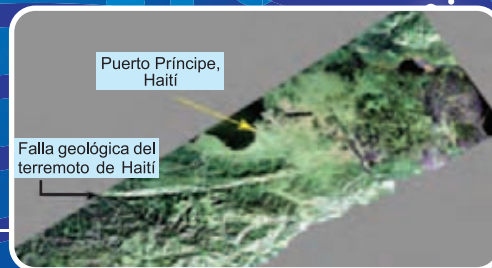 Puerto Príncipe,
Haití
Falla geológica del
terremoto de Haití